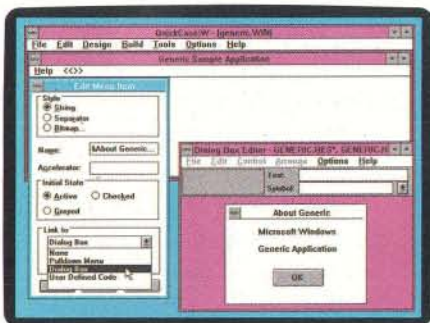 QuickCase:W - [generic.WIN]
File Edit Design Build Tools Options Help
Generic Sample Application
Help <<>>
Edit Menu Item
Style
String
Separator
Bitmap...
Name: &About Generic...
Accelerator:
Initial State
Active Checked
Grayed
Link to
Dialog Box
None
Pulldown Menu
Dialog Box
User Defined Code
Dialog Box Editor - GENERIC.RES*, GENERIC.H
File Edit Control Arrange Options Help
Text:
Symbol:
About Generic
Microsoft Windows
Generic Application
OK